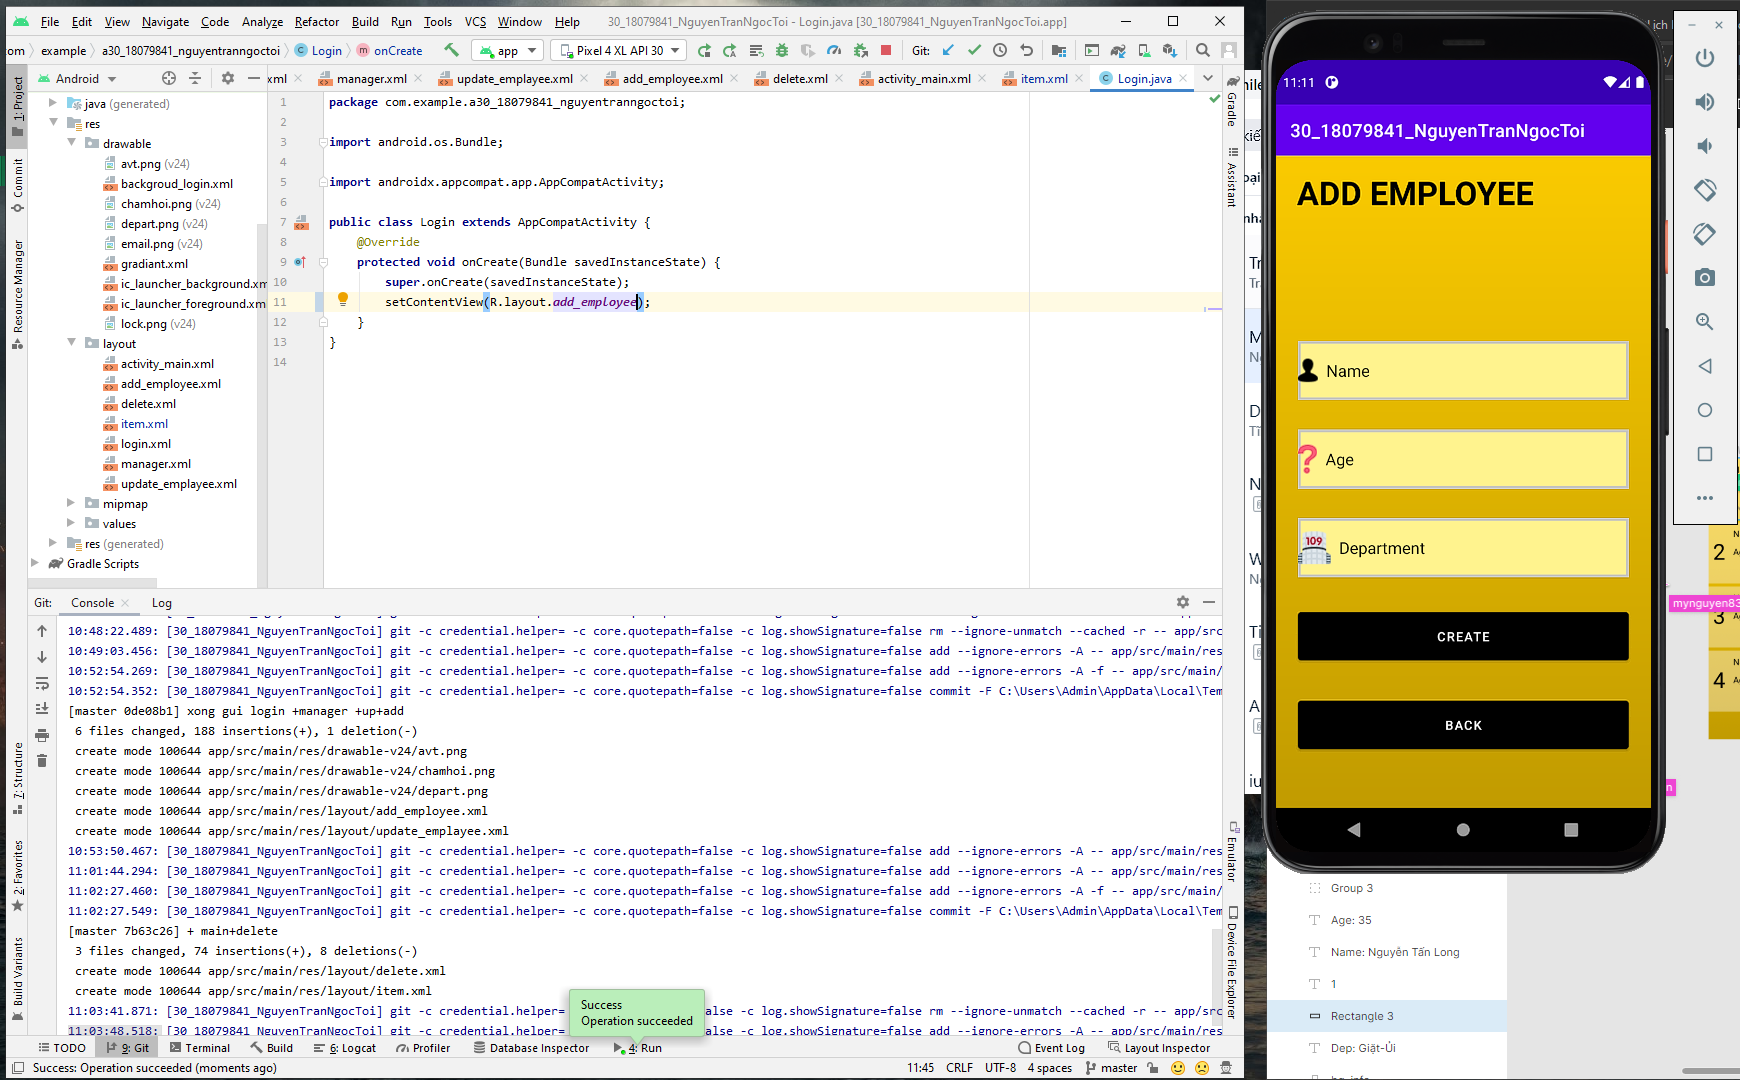 File Edit View Navigate Code Analyze Refactor Build Run Tools VCS Window Help 30_18079841_NguyenTranNgocToi - Login.java [30_18079841_NguyenTranNgocToi.app]
om example a30_18079841_nguyentranngoctoi Login onCreate app Pixel 4 XL API 30 Git:
Android
xml manager.xml update_employee.xml add_employee.xml delete.xml activity_main.xml item.xml Login.java
1: Project
Commit
Resource Manager
7: Structure
2: Favorites
Build Variants
java (generated)
res
drawable
avt.png (v24)
backgroud_login.xml
chamhoi.png (v24)
depart.png (v24)
email.png (v24)
gradiant.xml
ic_launcher_background.xm
ic_launcher_foreground.xm
lock.png (v24)
layout
activity_main.xml
add_employee.xml
delete.xml
item.xml
login.xml
manager.xml
update_emplayee.xml
mipmap
values
res (generated)
Gradle Scripts
1 package com.example.a30_18079841_nguyentranngoctoi;
2
3 import android.os.Bundle;
4
5 import androidx.appcompat.app.AppCompatActivity;
6
7 public class Login extends AppCompatActivity {
8 @Override
9 protected void onCreate(Bundle savedInstanceState) {
10 super.onCreate(savedInstanceState);
11 setContentView(R.layout.add_employee);
12 }
13 }
14
Gradle
Assistant
Emulator
Device File Explorer
Git: Console Log
10:48:22.489: [30_18079841_NguyenTranNgocToi] git -c credential.helper= -c core.quotepath=false -c log.showSignature=false rm --ignore-unmatch --cached -r -- app/src
10:49:03.456: [30_18079841_NguyenTranNgocToi] git -c credential.helper= -c core.quotepath=false -c log.showSignature=false add --ignore-errors -A -- app/src/main/res
10:52:54.269: [30_18079841_NguyenTranNgocToi] git -c credential.helper= -c core.quotepath=false -c log.showSignature=false add --ignore-errors -A -f -- app/src/main/
10:52:54.352: [30_18079841_NguyenTranNgocToi] git -c credential.helper= -c core.quotepath=false -c log.showSignature=false commit -F C:\Users\Admin\AppData\Local\Tem
[master 0de08b1] xong gui login +manager +up+add
6 files changed, 188 insertions(+), 1 deletion(-)
create mode 100644 app/src/main/res/drawable-v24/avt.png
create mode 100644 app/src/main/res/drawable-v24/chamhoi.png
create mode 100644 app/src/main/res/drawable-v24/depart.png
create mode 100644 app/src/main/res/layout/add_employee.xml
create mode 100644 app/src/main/res/layout/update_employee.xml
10:53:50.467: [30_18079841_NguyenTranNgocToi] git -c credential.helper= -c core.quotepath=false -c log.showSignature=false add --ignore-errors -A -- app/src/main/res
11:01:44.294: [30_18079841_NguyenTranNgocToi] git -c credential.helper= -c core.quotepath=false -c log.showSignature=false add --ignore-errors -A -- app/src/main/res
11:02:27.460: [30_18079841_NguyenTranNgocToi] git -c credential.helper= -c core.quotepath=false -c log.showSignature=false add --ignore-errors -A -f -- app/src/main/
11:02:27.549: [30_18079841_NguyenTranNgocToi] git -c credential.helper= -c core.quotepath=false -c log.showSignature=false commit -F C:\Users\Admin\AppData\Local\Tem
[master 7b63c26] + main+delete
3 files changed, 74 insertions(+), 8 deletions(-)
create mode 100644 app/src/main/res/layout/delete.xml
create mode 100644 app/src/main/res/layout/item.xml
11:03:41.871: [30_18079841_NguyenTranNgocToi] git -c credential.helper= -c co =false -c log.showSignature=false rm --ignore-unmatch --cached -r -- app/src
11:03:48.518: [30_18079841_NguyenTranNgocToi] git -c credential.helper= -c co =false -c log.showSignature=false add --ignore-errors -A -- app/src/main/res
Success
Operation succeeded
TODO 9: Git Terminal Build 6: Logcat Profiler Database Inspector 4: Run Event Log Layout Inspector
Success: Operation succeeded (moments ago) 11:45 CRLF UTF-8 4 spaces master
11:11
30_18079841_NguyenTranNgocToi
ADD EMPLOYEE
Name
Age
109 Department
CREATE
BACK
Group 3
Age: 35
Name: Nguyễn Tấn Long
1
Rectangle 3
Dep: Giặt-Ủi
mynguyen83
2
3
4